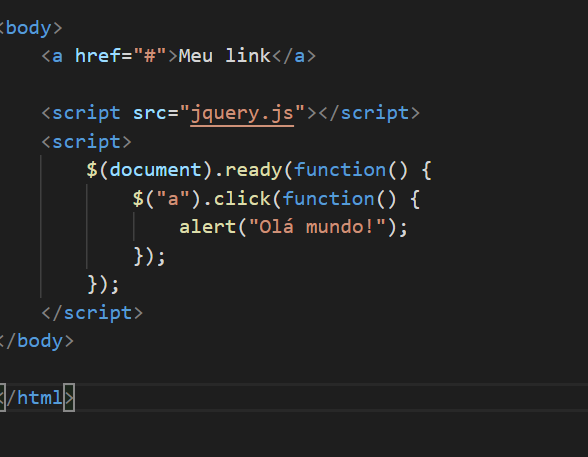 <body>
    <a href="#">Meu link</a>
    <script src="jquery.js"></script>
    <script>
        $(document).ready(function() {
            $("a").click(function() {
                alert("Olá mundo!");
            });
        });
    </script>
</body>
</html>